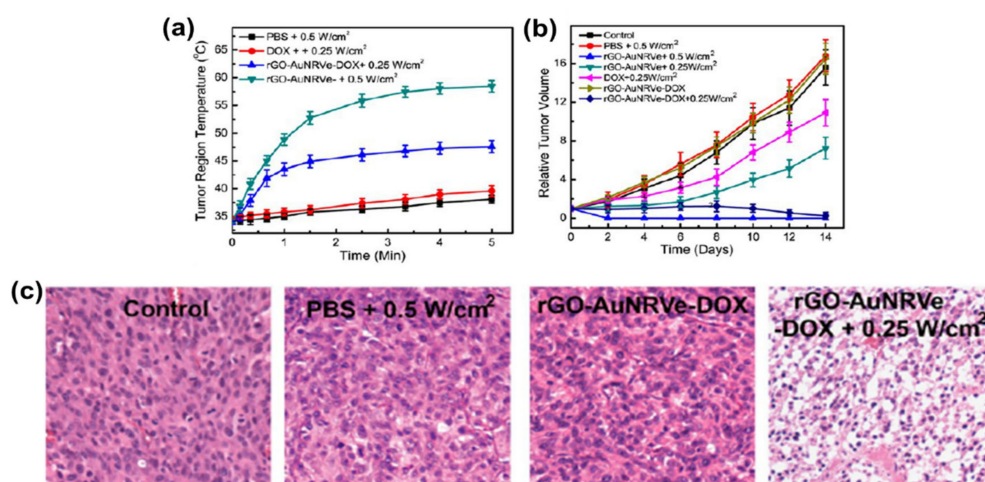 (a)
PBS + 0.5 W/cm²
DOX + + 0.25 W/cm²
rGO-AuNRVe-DOX+ 0.25 W/cm²
rGO-AuNRVe- + 0.5 W/cm²
Tumor Region Temperature (⁰C)
60
55
50
45
40
35
0
1
2
3
4
5
Time (Min)
(b)
Control
PBS + 0.5 W/cm²
rGO-AuNRVe+ 0.5 W/cm²
rGO-AuNRVe+ 0.25W/cm²
DOX+0.25W/cm²
rGO-AuNRVe-DOX
rGO-AuNRVe-DOX+0.25W/cm²
Relative Tumor Volume
16
12
8
4
0
0
2
4
6
8
10
12
14
Time (Days)
(c)
Control
PBS + 0.5 W/cm²
rGO-AuNRVe-DOX
rGO-AuNRVe
-DOX + 0.25 W/cm²